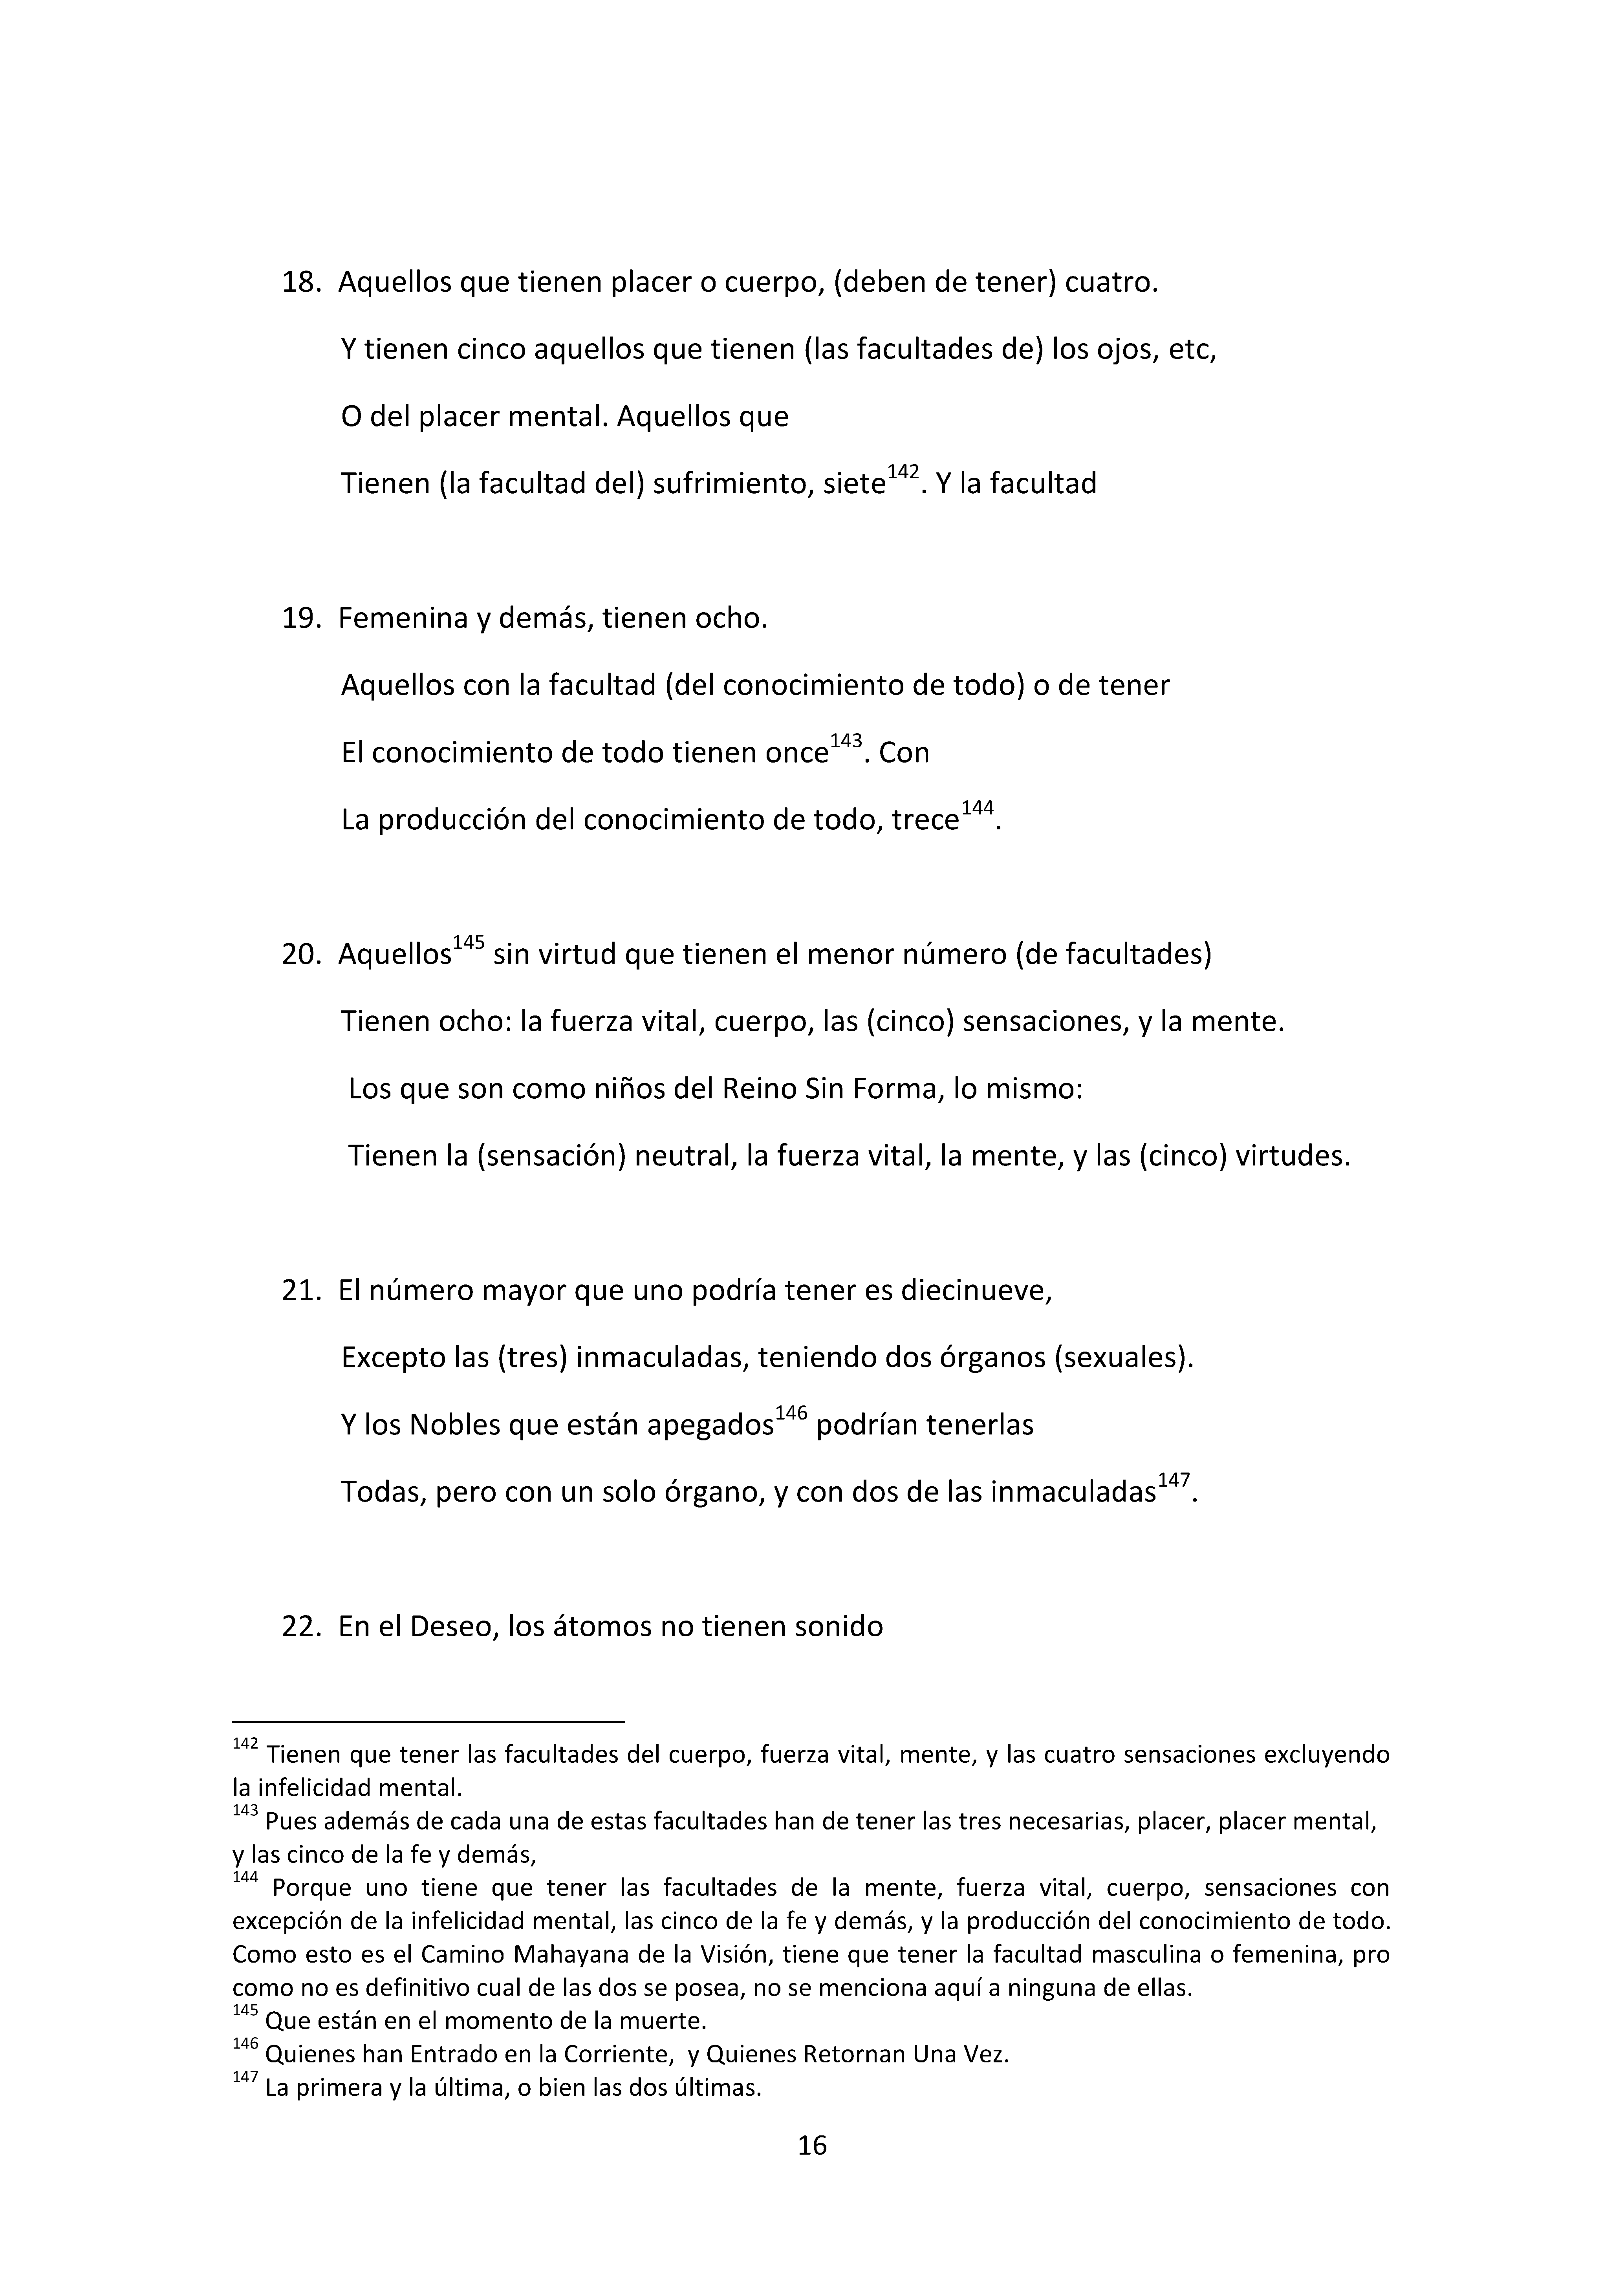 18. Aquellos que tienen placer o cuerpo, (deben de tener) cuatro.
Y tienen cinco aquellos que tienen (las facultades de) los ojos, etc,
O del placer mental. Aquellos que
Tienen (la facultad del) sufrimiento, siete142. Y la facultad
19. Femenina y demás, tienen ocho.
Aquellos con la facultad (del conocimiento de todo) o de tener
El conocimiento de todo tienen once143. Con
La producción del conocimiento de todo, trece144.
20. Aquellos145 sin virtud que tienen el menor número (de facultades)
Tienen ocho: la fuerza vital, cuerpo, las (cinco) sensaciones, y la mente.
Los que son como niños del Reino Sin Forma, lo mismo:
Tienen la (sensación) neutral, la fuerza vital, la mente, y las (cinco) virtudes.
21. El número mayor que uno podría tener es diecinueve,
Excepto las (tres) inmaculadas, teniendo dos órganos (sexuales).
Y los Nobles que están apegados146 podrían tenerlas
Todas, pero con un solo órgano, y con dos de las inmaculadas147.
22. En el Deseo, los átomos no tienen sonido
142 Tienen que tener las facultades del cuerpo, fuerza vital, mente, y las cuatro sensaciones excluyendo
la infelicidad mental.
143 Pues además de cada una de estas facultades han de tener las tres necesarias, placer, placer mental,
y las cinco de la fe y demás,
144 Porque uno tiene que tener las facultades de la mente, fuerza vital, cuerpo, sensaciones con
excepción de la infelicidad mental, las cinco de la fe y demás, y la producción del conocimiento de todo.
Como esto es el Camino Mahayana de la Visión, tiene que tener la facultad masculina o femenina, pro
como no es definitivo cual de las dos se posea, no se menciona aquí a ninguna de ellas.
145 Que están en el momento de la muerte.
146 Quienes han Entrado en la Corriente, y Quienes Retornan Una Vez.
147 La primera y la última, o bien las dos últimas.
16